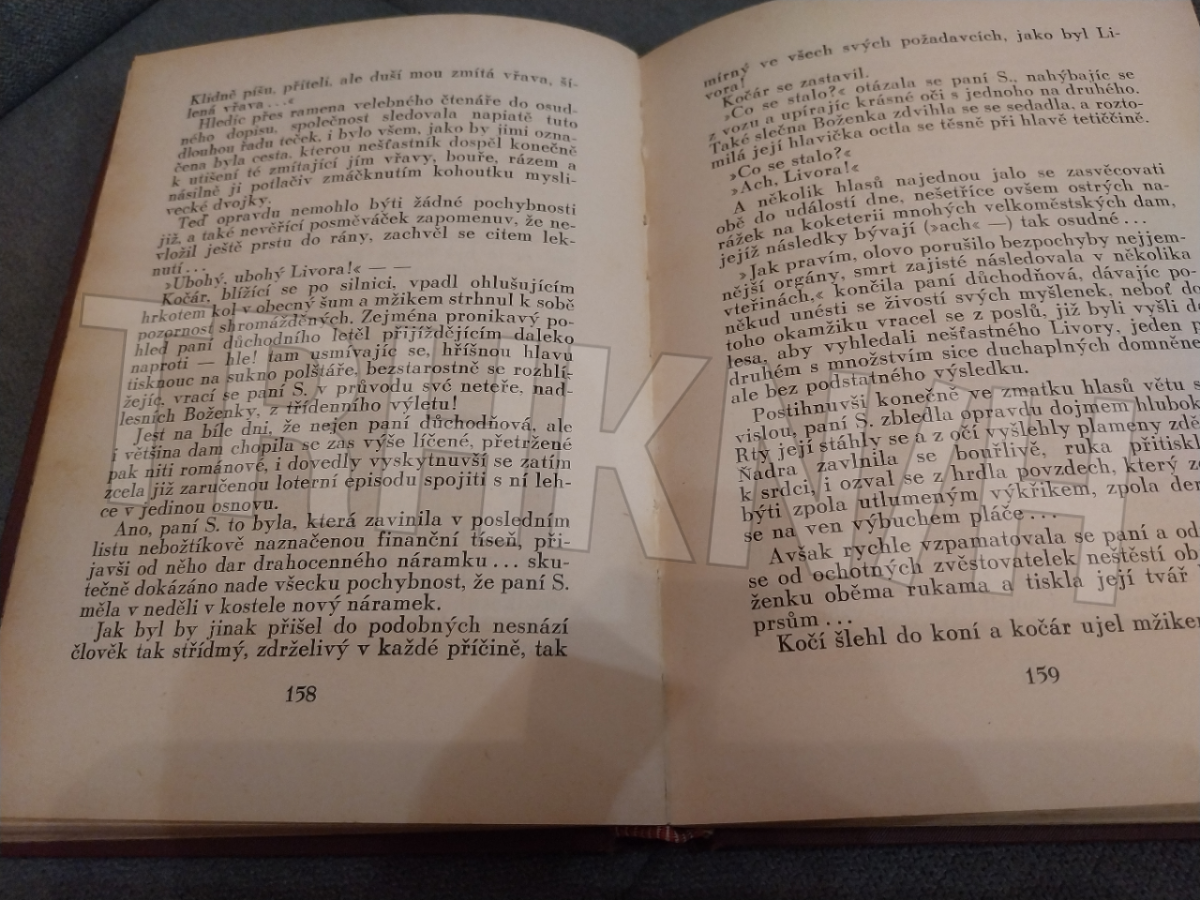 Klidně píšu, příteli, ale duší mou zmítá vřava, ší-
lená vřava...«
Hledíc přes ramena velebného čtenáře do osud-
ného dopisu, společnost sledovala napiatě tuto
dlouhou řadu teček, i bylo všem, jako by jimi ozna-
čena byla cesta, kterou nešťastník dospěl konečně
k utišení té zmítající jím vřavy, bouře, rázem a
násilně ji potlačiv zmáčknutím kohoutku mysli-
vecké dvojky.
Teď opravdu nemohlo býti žádné pochybnosti
již, a také nevěřící posměváček zapomenuv, že ne-
vložil ještě prstu do rány, zachvěl se citem lek-
nutí...
›Ubohý, ubohý Livora!« — —
Kočár, blížící se po silnici, vpadl ohlušujícím
hrkotem kol v obecný šum a mžikem strhnul k sobě
pozornost shromážděných. Zejména pronikavý po-
hled paní důchodního letěl přijíždějícím daleko
naproti — hle! tam usmívajíc se, hříšnou hlavu
tisknouc na sukno polštáře, bezstarostně se rozhlí-
žejíc, vrací se paní S. v průvodu své neteře, nad-
lesních Boženky, z třídenního výletu!
Jest na bíle dni, že nejen paní důchodňová, ale
i většina dam chopila se zas výše líčené, přetržené
pak niti románové, i dovedly vyskytnuvší se zatím
zcela již zaručenou loterní episodu spojiti s ní leh-
ce v jedinou osnovu.
Ano, paní S. to byla, která zavinila v posledním
listu nebožtíkově naznačenou finanční tíseň, při-
javši od něho dar drahocenného náramku... sku-
tečně dokázáno nade všecku pochybnost, že paní S.
měla v neděli v kostele nový náramek.
Jak byl by jinak přišel do podobných nesnází
člověk tak střídmý, zdrželivý v každé příčině, tak
158
mírný ve všech svých požadavcích, jako byl Li-
vora!
Kočár se zastavil.
›Co se stalo?« otázala se paní S., nahýbajíc se
z vozu a upírajíc krásné oči s jednoho na druhého.
Také slečna Boženka zdvihla se se sedadla, a rozto-
milá její hlavička octla se těsně při hlavě tetiččině.
›Co se stalo?«
›Ach, Livora!«
A několik hlasů najednou jalo se zasvěcovati
obě do událostí dne, nešetříce ovšem ostrých na-
rážek na koketerii mnohých velkoměstských dam,
jejíž následky bývají (›ach« —) tak osudné...
›Jak pravím, olovo porušilo bezpochyby nejjem-
nější orgány, smrt zajisté následovala v několika
vteřinách,« končila paní důchodňová, dávajíc po-
někud unésti se živostí svých myšlenek, neboť do
toho okamžiku vracel se z poslů, již byli vyšli do
lesa, aby vyhledali nešťastného Livory, jeden p
druhém s množstvím sice duchaplných domněne
ale bez podstatného výsledku.
Postihnuvši konečně ve zmatku hlasů větu s
vislou, paní S. zbledla opravdu dojmem hlubok
Rty její stáhly se a z očí vyšlehly plameny zdě
Ňadra zavlnila se bouřlivě, ruka přitiskl
k srdci, i ozval se z hrdla povzdech, který z
býti zpola utlumeným výkřikem, zpola der
se na ven výbuchem pláče...
Avšak rychle vzpamatovala se paní a od
se od ochotných zvěstovatelek neštěstí ob
ženku oběma rukama a tiskla její tvář
prsům...
Kočí šlehl do koní a kočár ujel mžiker
159